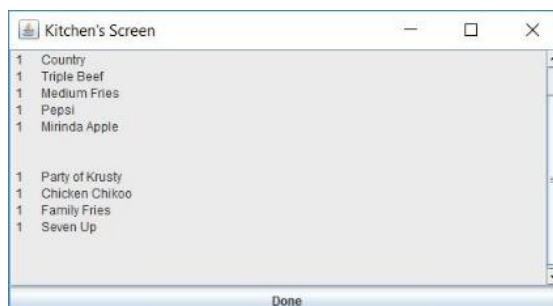 Kitchen's Screen
1 Country
1 Triple Beef
1 Medium Fries
1 Pepsi
1 Mirinda Apple
1 Party of Krusty
1 Chicken Chikoo
1 Family Fries
1 Seven Up
Done